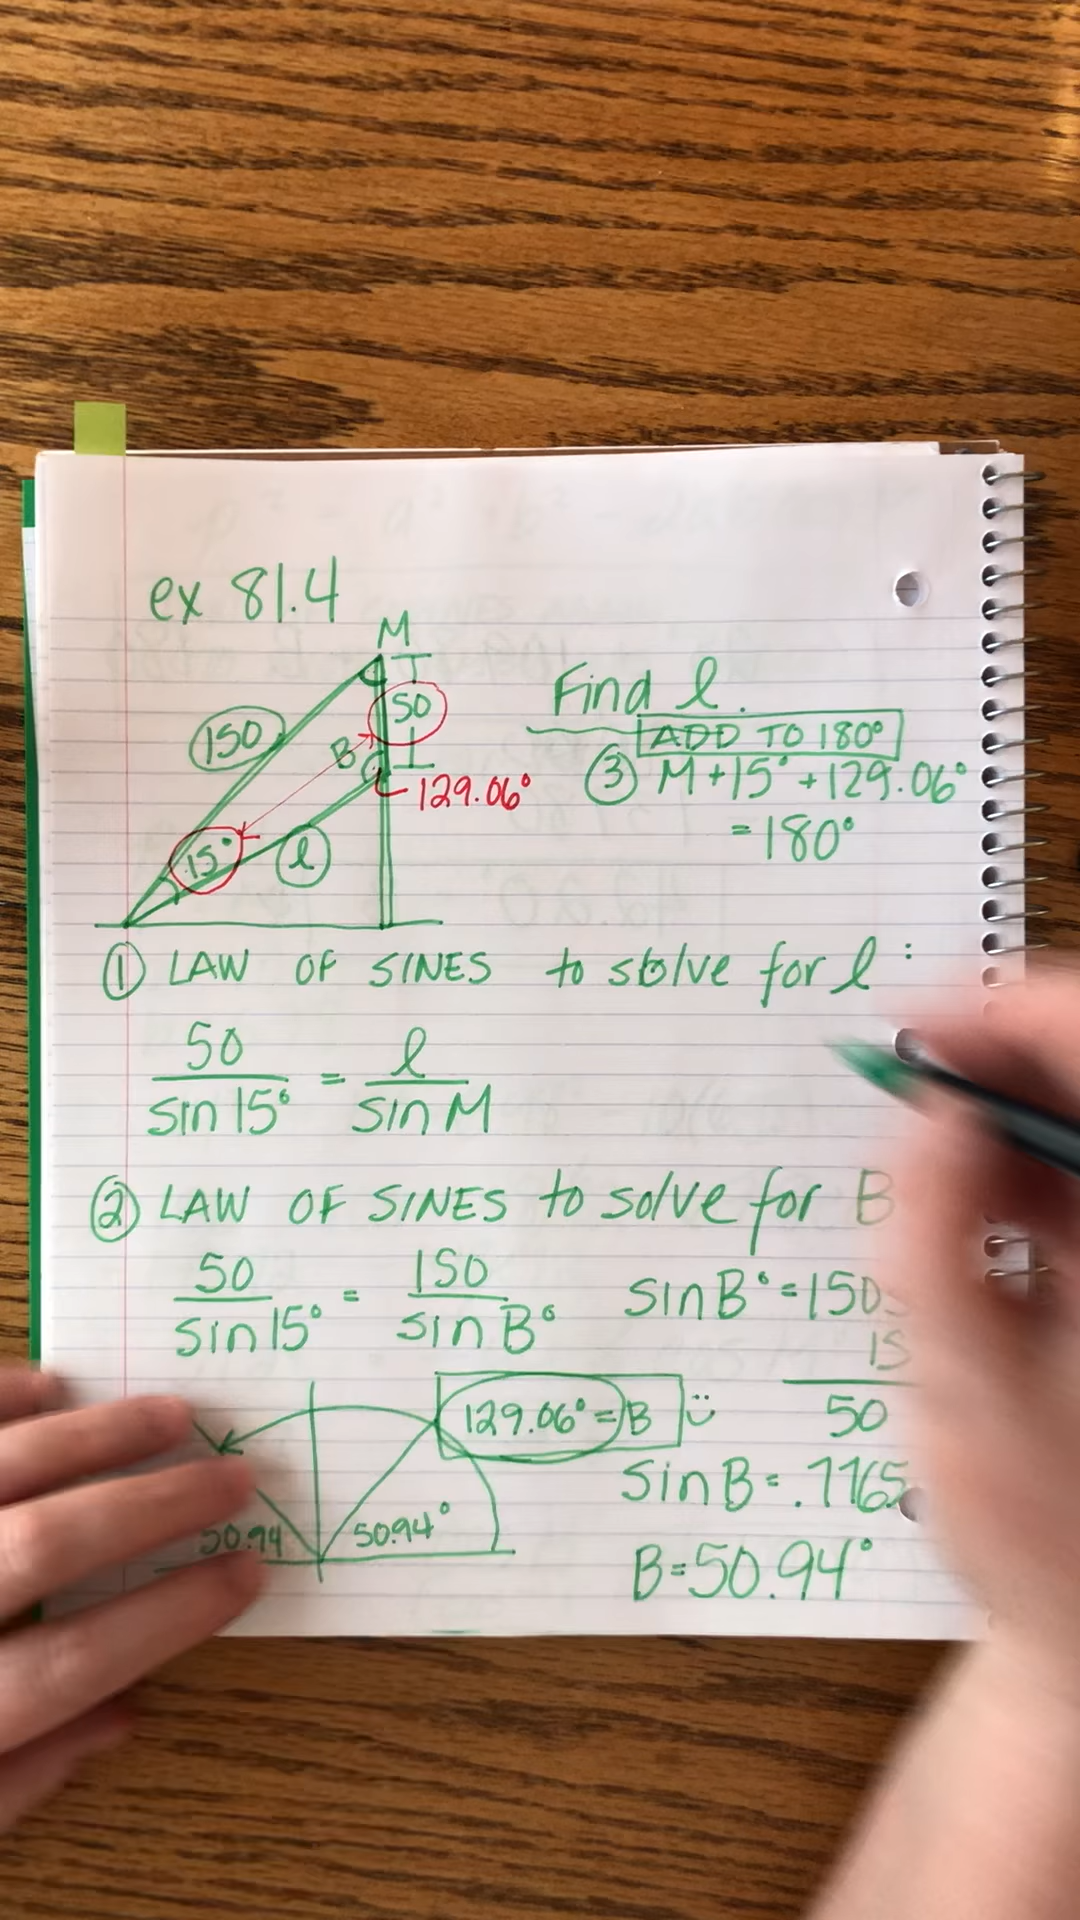 ex 81.4
M
50
150
B
129.06°
15°
l
Find l.
ADD TO 180°
③ M+15°+129.06°
=180°
① LAW OF SINES to solve for l :
50 / sin 15° = l / sin M
② LAW OF SINES to solve for B
50 / sin 15° = 150 / sin B°
sin B° = 150
15
50
129.06° = B :)
sin B = .7765
50.94
50.94°
B = 50.94°